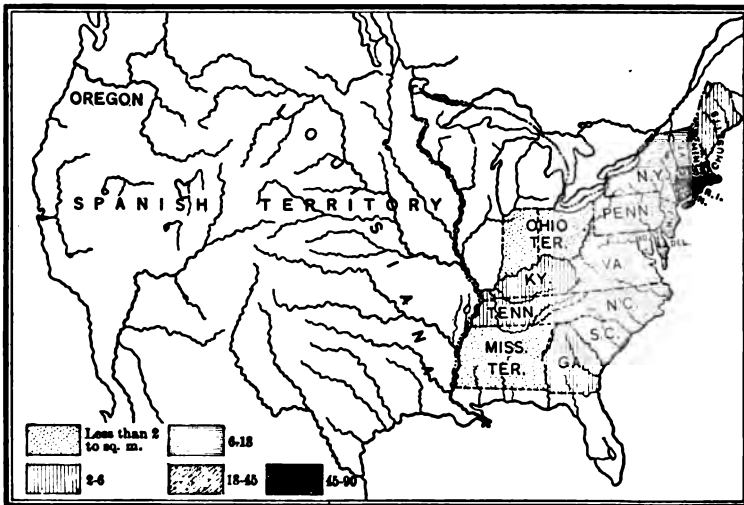 OREGON
SPANISH TERRITORY
LOUISIANA
N.Y.
R.I.
PENN.
OHIO
TER.
DEL.
KY.
VA.
TENN.
N.C.
S.C.
MISS.
TER.
GA.
Less than 2
to sq. m.
6-18
2-6
18-45
45-90